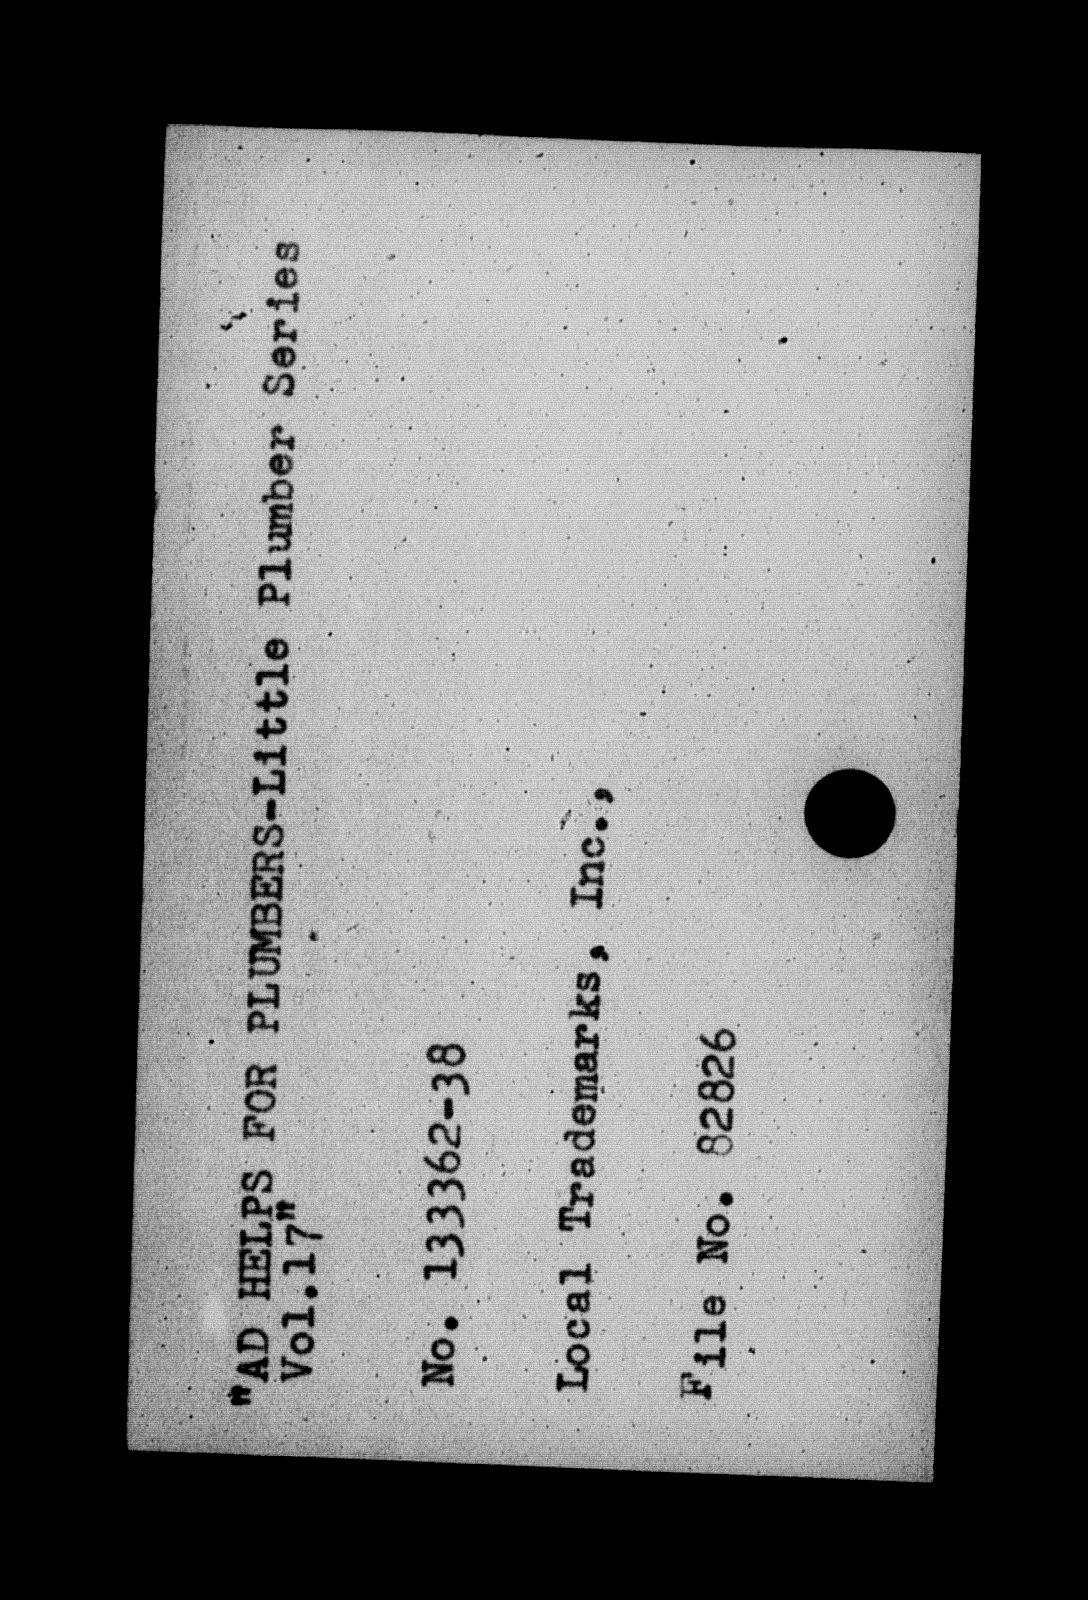 "AD HELPS FOR PLUMBERS-Little Plumber Series
Vol.17"
No. 133362-38
Local Trademarks, Inc.,
File No. 82826